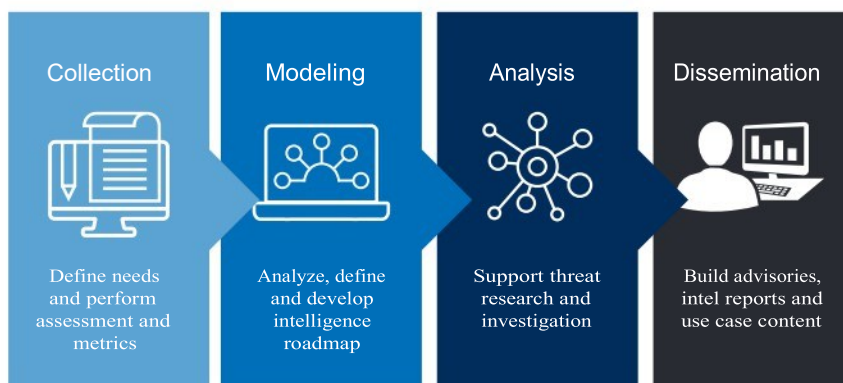 Collection
Define needs
and perform
assessment and
metrics
Modeling
Analyze, define
and develop
intelligence
roadmap
Analysis
Support threat
research and
investigation
Dissemination
Build advisories,
intel reports and
use case content